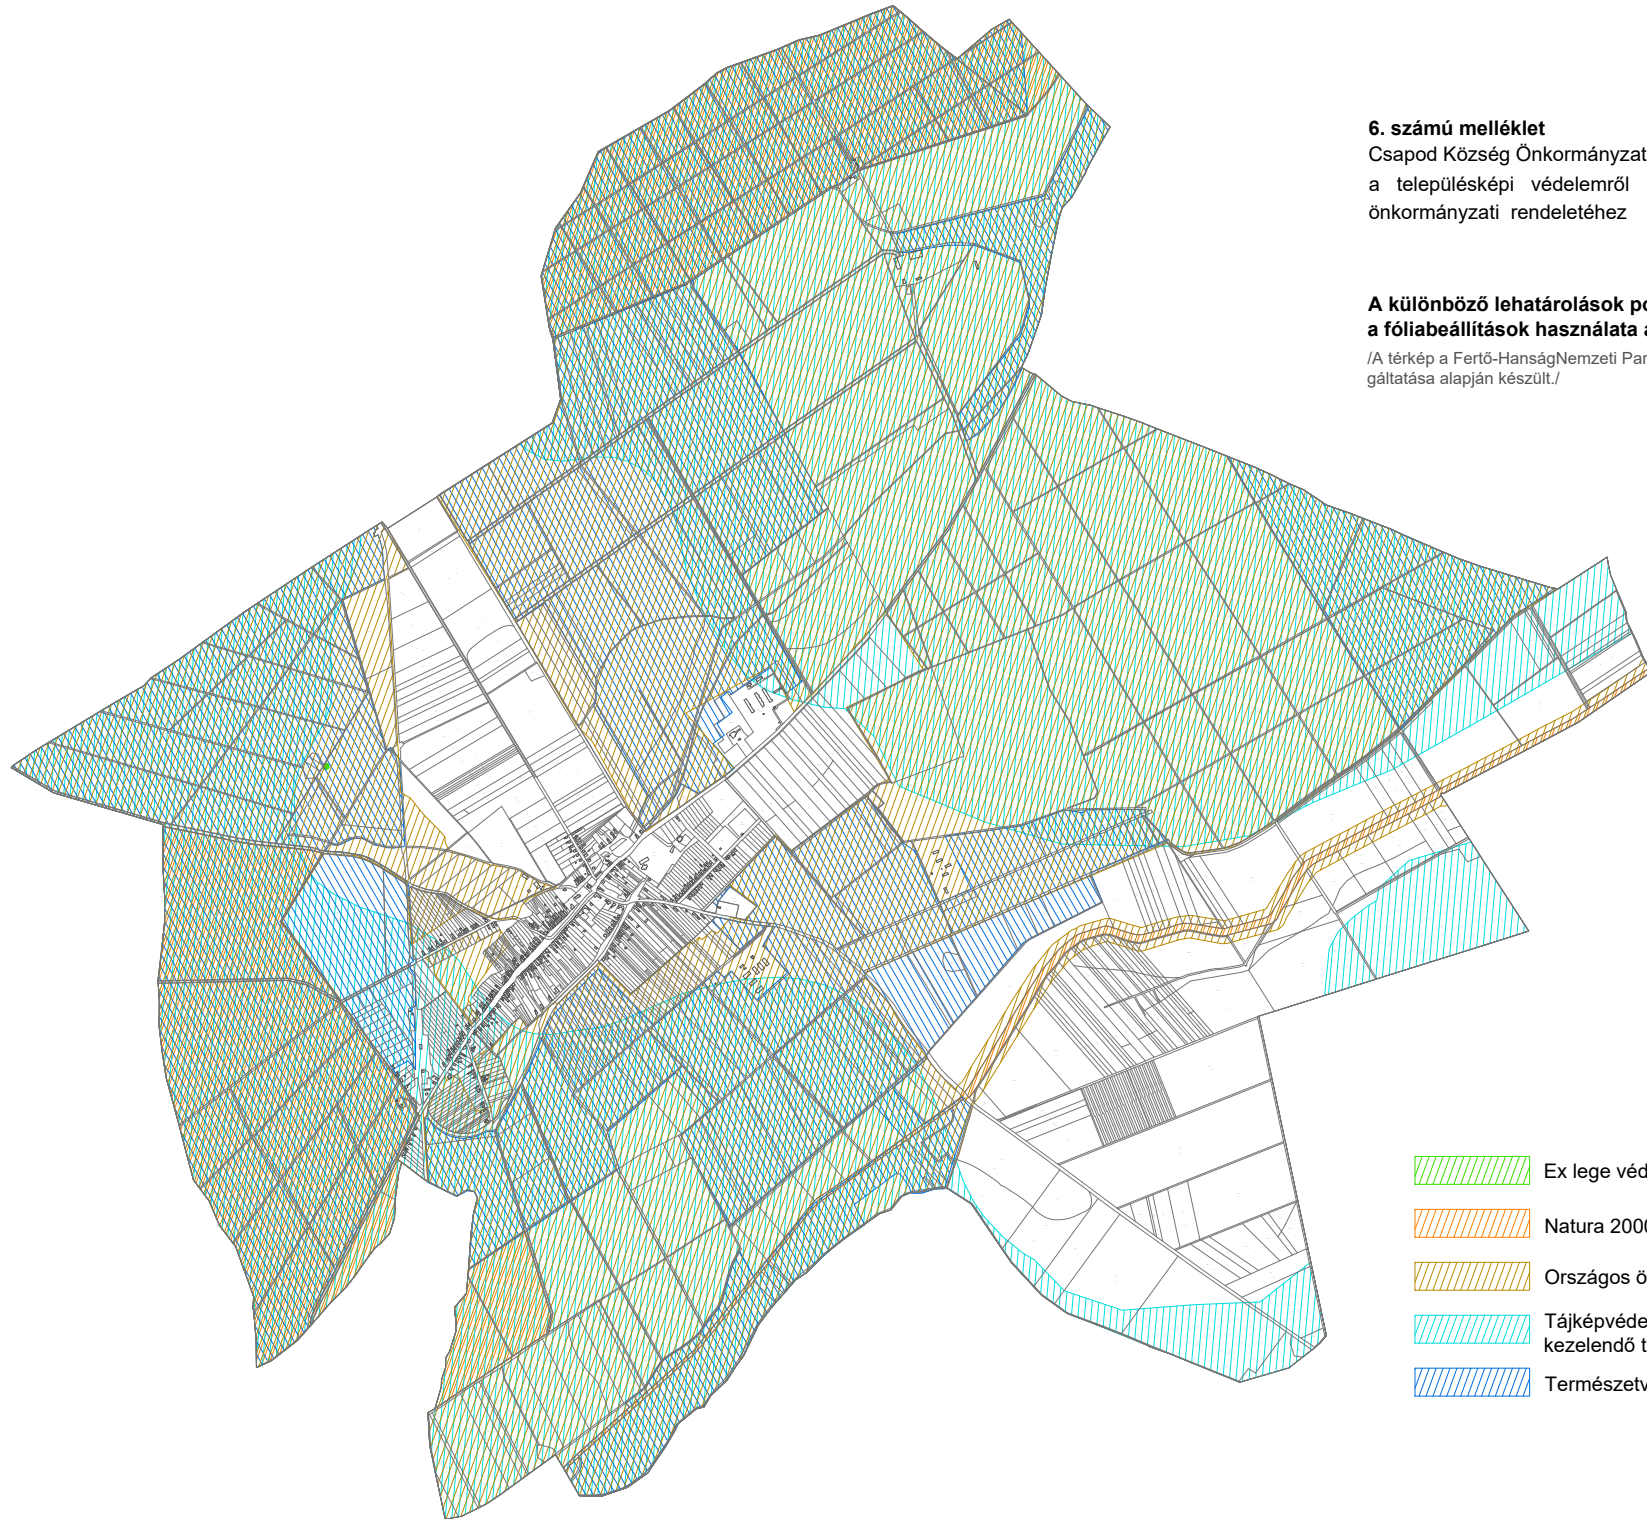 6. számú melléklet
Csapod Község Önkormányzat
a településképi védelemről
önkormányzati rendeletéhez
A különböző lehatárolások po
a fóliabeállítások használata a
/A térkép a Fertő-HanságNemzeti Par
gáltatása alapján készült./
Ex lege véd
Natura 2000
Országos ö
Tájképvéde
kezelendő t
Természetv